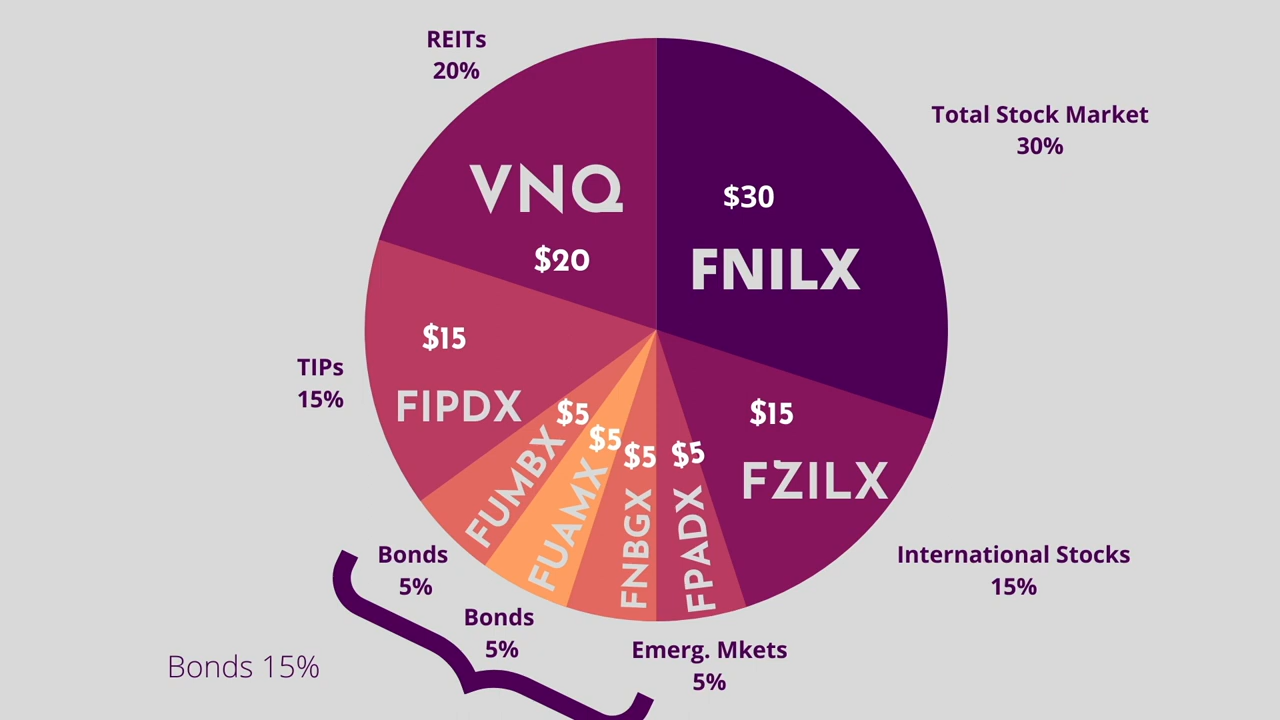 REITs
20%
Total Stock Market
30%
VNQ
$20
$30
FNILX
TIPs
15%
$15
FIPDX
$5
FUMBX
$5
FUAMX
$5
FNBGX
$5
FPADX
$15
FZILX
International Stocks
15%
Bonds
5%
Bonds
5%
Emerg. Mkets
5%
Bonds 15%